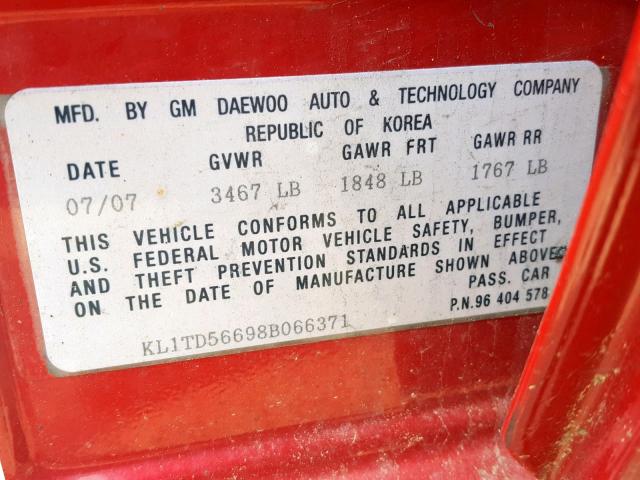 MFD. BY GM DAEWOO AUTO & TECHNOLOGY COMPANY
REPUBLIC OF KOREA
DATE GVWR GAWR FRT GAWR RR
07/07 3467 LB 1848 LB 1767 LB
THIS VEHICLE CONFORMS TO ALL APPLICABLE
U.S. FEDERAL MOTOR VEHICLE SAFETY, BUMPER,
AND THEFT PREVENTION STANDARDS IN EFFECT
ON THE DATE OF MANUFACTURE SHOWN ABOVE
PASS. CAR
KL1TD56698B066371 P.N.96 404 578